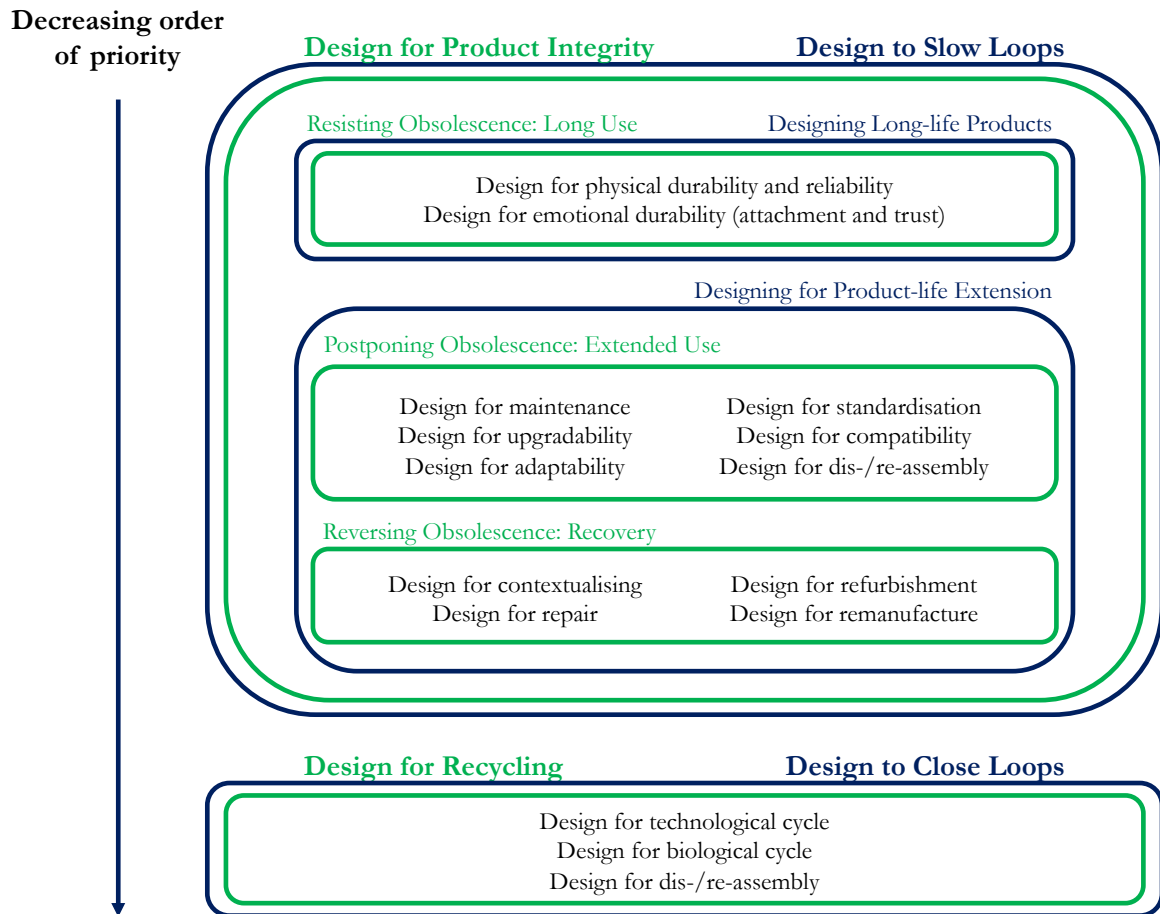 Decreasing order
of priority
Design for Product Integrity
Design to Slow Loops
Resisting Obsolescence: Long Use
Designing Long-life Products
Design for physical durability and reliability
Design for emotional durability (attachment and trust)
Designing for Product-life Extension
Postponing Obsolescence: Extended Use
Design for maintenance
Design for upgradability
Design for adaptability
Design for standardisation
Design for compatibility
Design for dis-/re-assembly
Reversing Obsolescence: Recovery
Design for contextualising
Design for repair
Design for refurbishment
Design for remanufacture
Design for Recycling
Design to Close Loops
Design for technological cycle
Design for biological cycle
Design for dis-/re-assembly